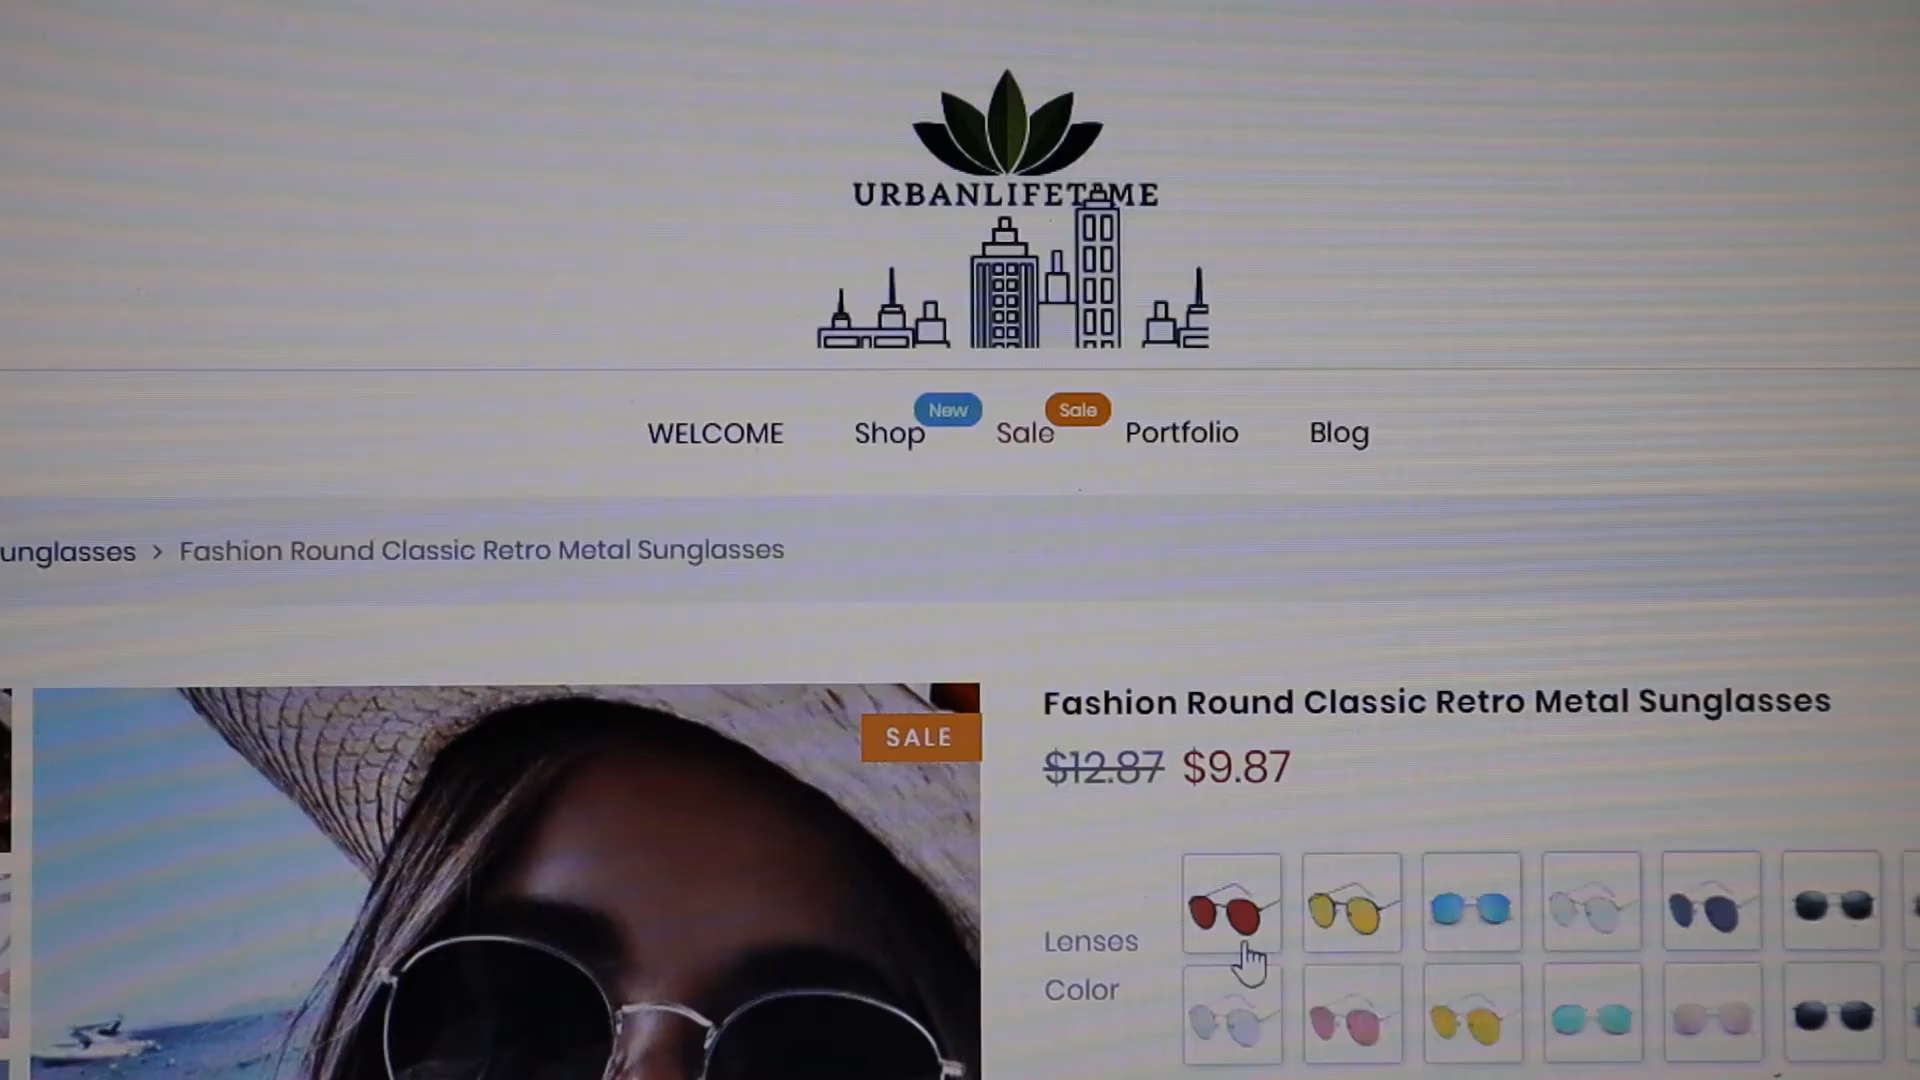 URBANLIFETIME
New
Sale
WELCOME
Shop
Sale
Portfolio
Blog
unglasses > Fashion Round Classic Retro Metal Sunglasses
SALE
Fashion Round Classic Retro Metal Sunglasses
$12.87 $9.87
Lenses
Color